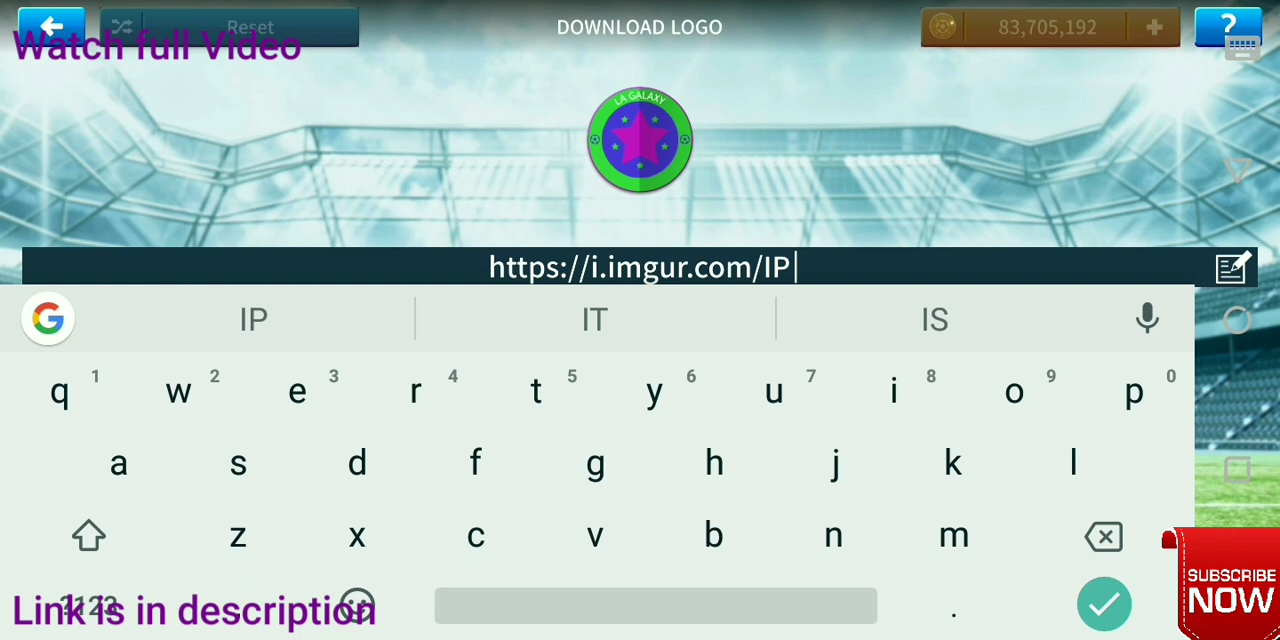 Reset
DOWNLOAD LOGO
83,705,192 +
?
Watch full Video
LA GALAXY
https://i.imgur.com/IP
G IP IT IS
q 1 w 2 e 3 r 4 t 5 y 6 u 7 i 8 o 9 p 0
a s d f g h j k l
z x c v b n m
?123 .
Link is in description
SUBSCRIBE
NOW